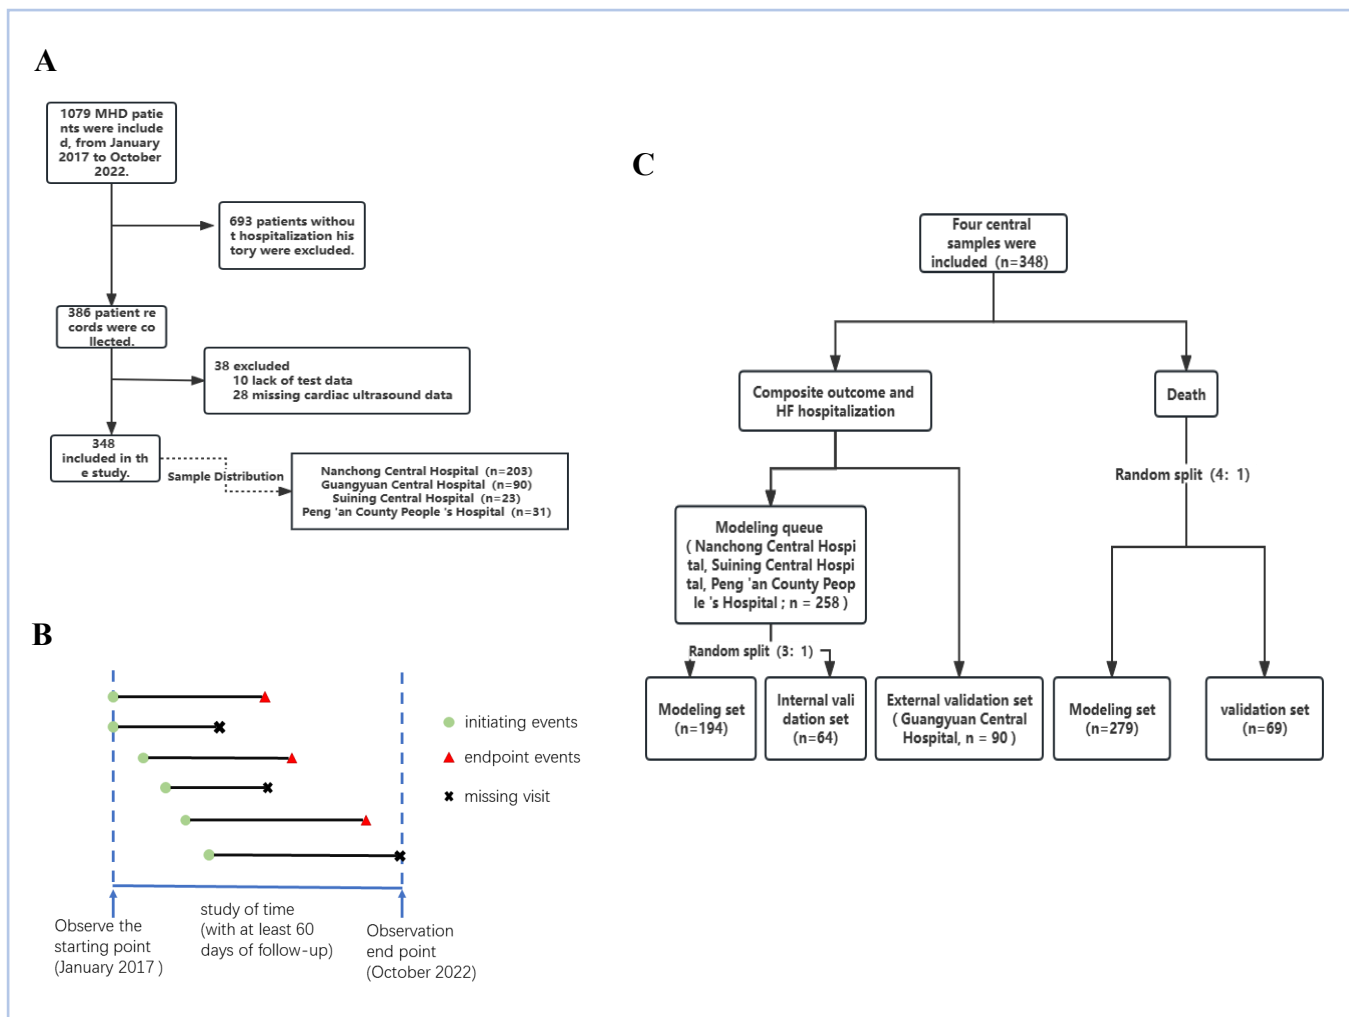 A
1079 MHD patie
nts were include
d, from January
2017 to October
2022.
693 patients withou
t hospitalization his
tory were excluded.
386 patient re
cords were co
llected.
38 excluded
10 lack of test data
28 missing cardiac ultrasound data
348
included in th
e study.
Sample Distribution
Nanchong Central Hospital (n=203)
Guangyuan Central Hospital (n=90)
Suining Central Hospital (n=23)
Peng 'an County People 's Hospital (n=31)
B
initiating events
endpoint events
missing visit
Observe the
starting point
(January 2017 )
study of time
(with at least 60
days of follow-up)
Observation
end point
(October 2022)
C
Four central
samples were
included (n=348)
Composite outcome and
HF hospitalization
Death
Random split (4: 1)
Modeling queue
( Nanchong Central Hospi
tal, Suining Central Hospi
tal, Peng 'an County Peop
le 's Hospital ; n = 258 )
Random split (3: 1)
Modeling set
(n=194)
Internal vali
dation set
(n=64)
External validation set
( Guangyuan Central
Hospital, n = 90 )
Modeling set
(n=279)
validation set
(n=69)